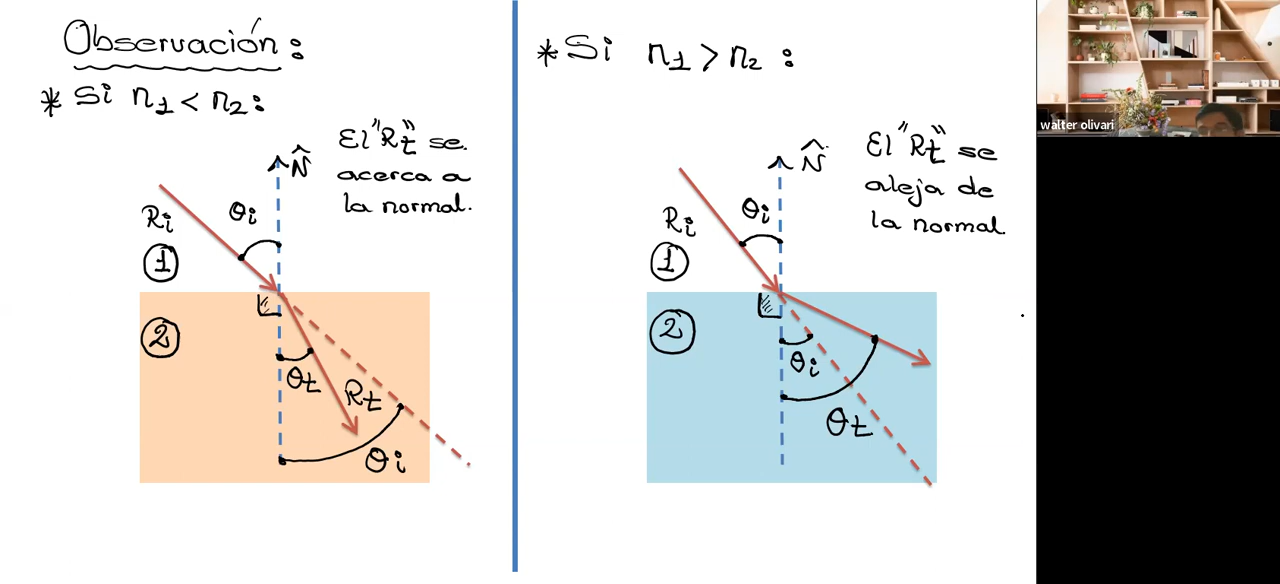 Observación:
* Si n1 < n2:
El "Rt" se
acerca a
la normal.
N̂
θi
Ri
1
2
θt
Rt
θi
* Si n1 > n2 :
El "Rt" se
aleja de
la normal.
N̂
θi
Ri
1
2
θi
θt
walter olivari